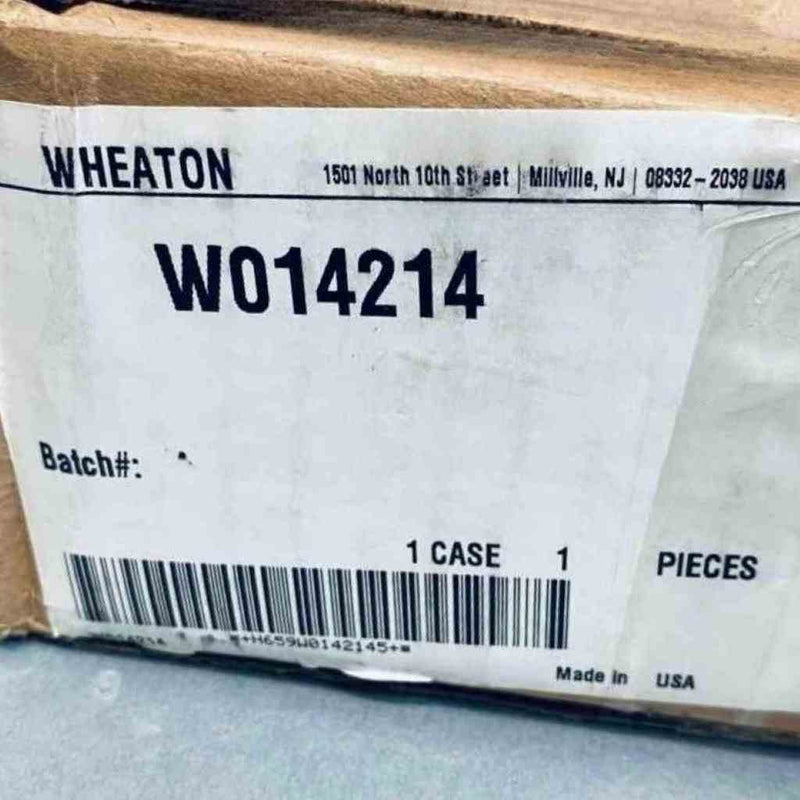 WHEATON 1501 North 10th Street | Millville, NJ | 08332-2038 USA
W014214
Batch#:
1 CASE 1 PIECES
*+H659W0142145+*
Made in USA